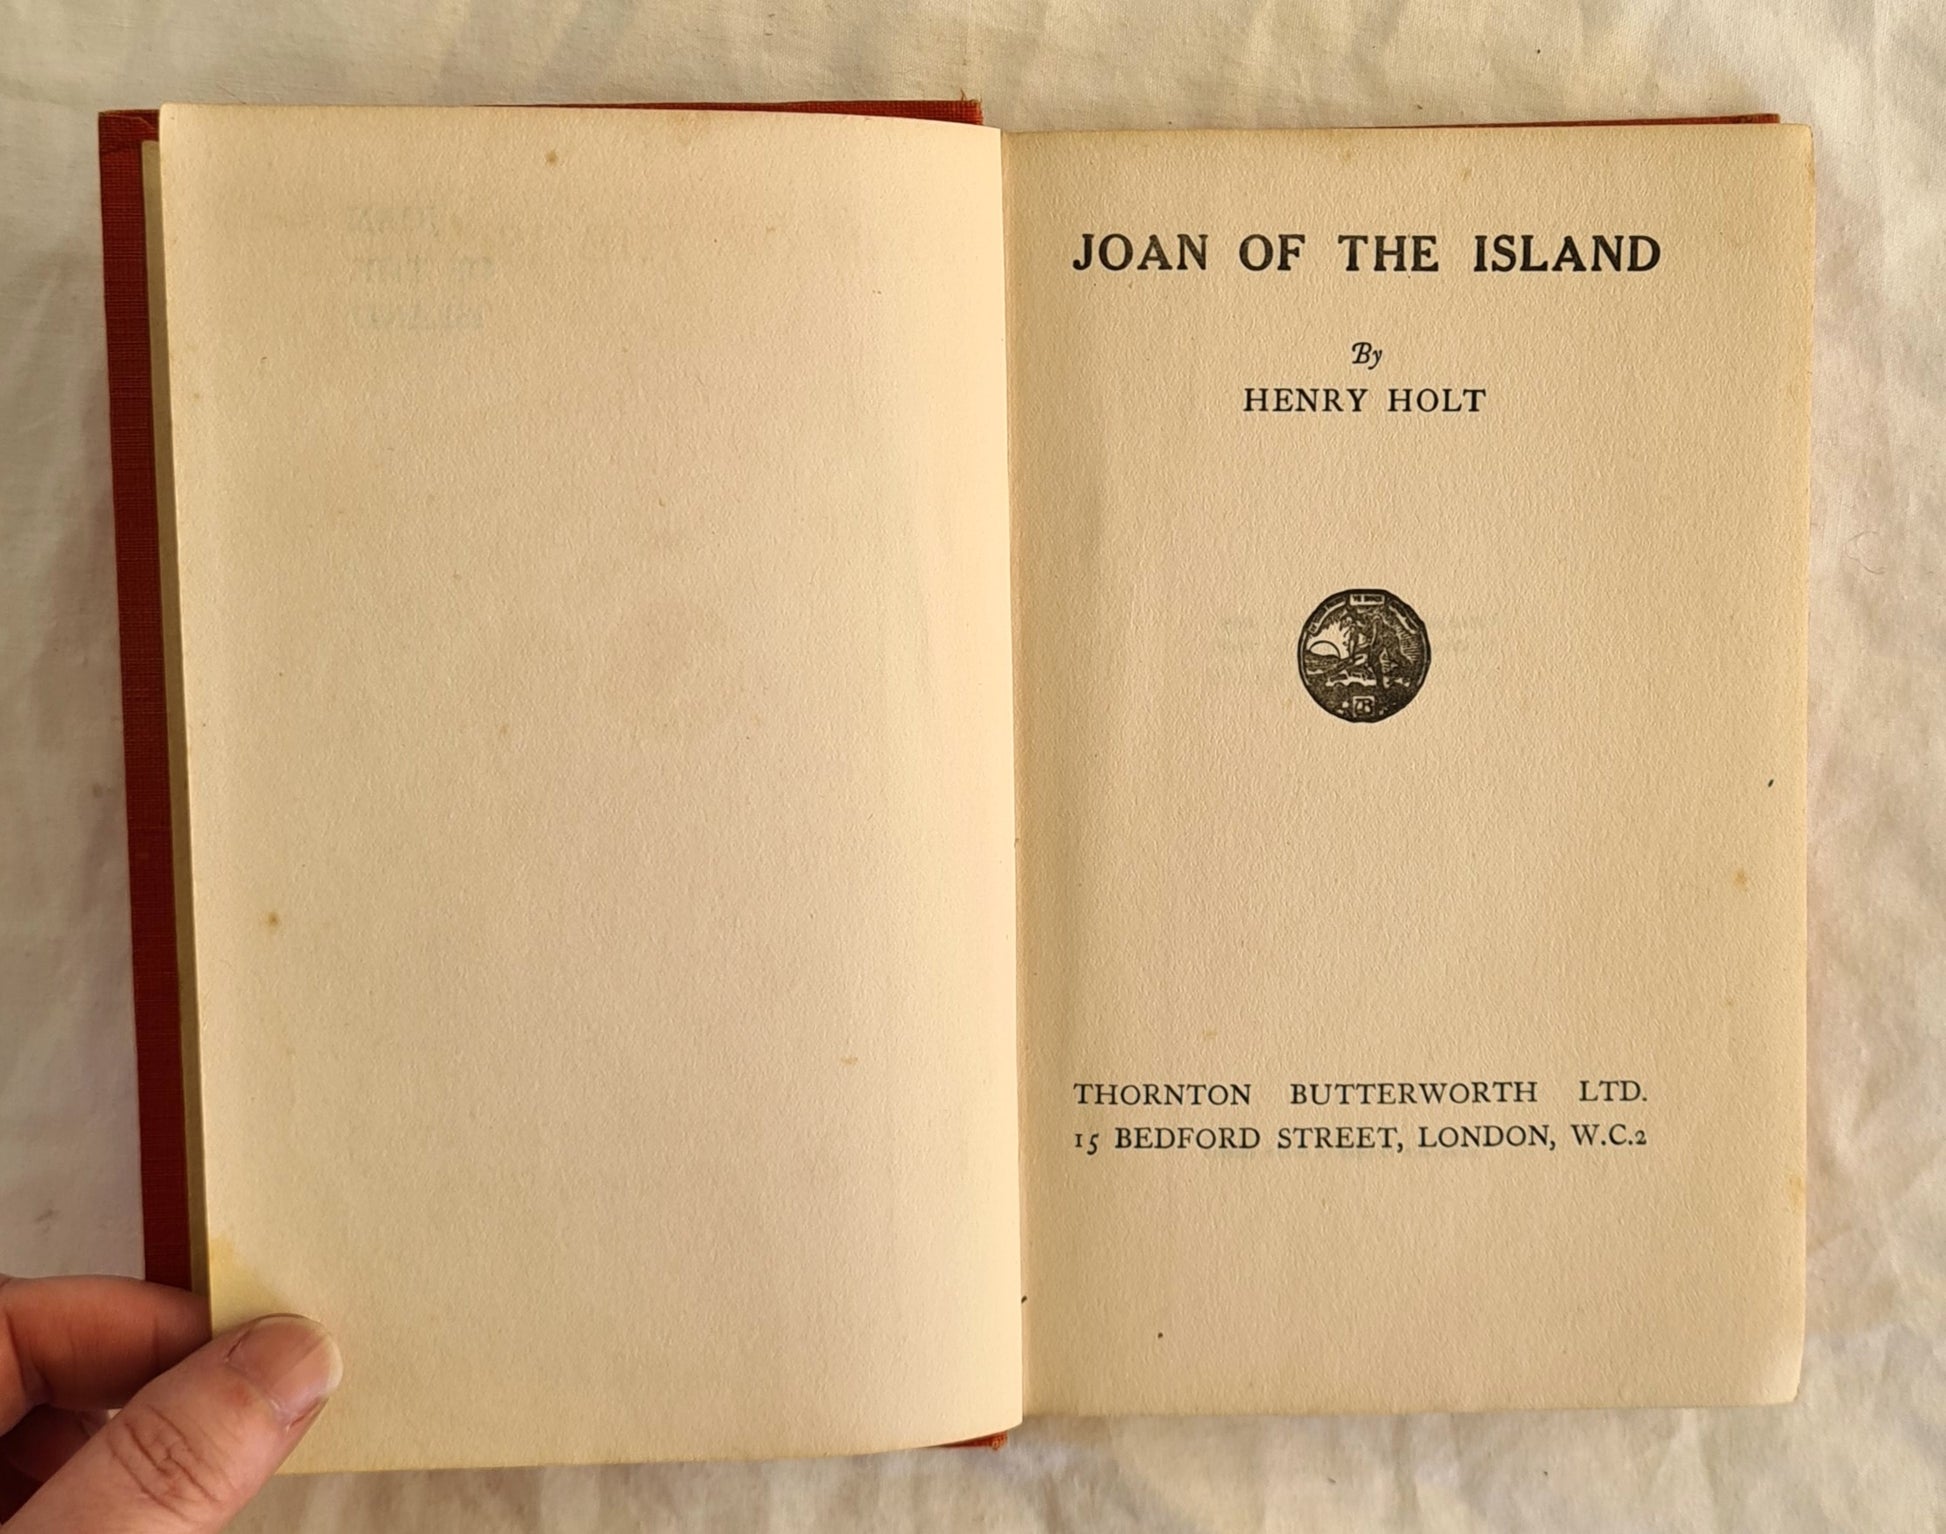 JOAN OF THE ISLAND
By
HENRY HOLT
THORNTON BUTTERWORTH LTD.
15 BEDFORD STREET, LONDON, W.C.2